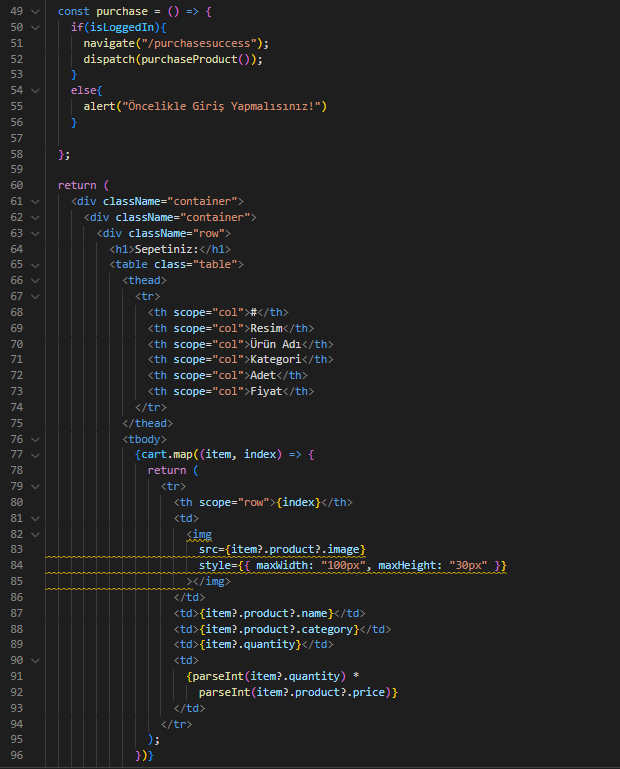 49 const purchase = () => {
50 if(isLoggedIn){
51 navigate("/purchasesuccess");
52 dispatch(purchaseProduct());
53 }
54 else{
55 alert("Öncelikle Giriş Yapmalısınız!")
56 }
57
58 };
59
60 return (
61 <div className="container">
62 <div className="container">
63 <div className="row">
64 <h1>Sepetiniz:</h1>
65 <table class="table">
66 <thead>
67 <tr>
68 <th scope="col">#</th>
69 <th scope="col">Resim</th>
70 <th scope="col">Ürün Adı</th>
71 <th scope="col">Kategori</th>
72 <th scope="col">Adet</th>
73 <th scope="col">Fiyat</th>
74 </tr>
75 </thead>
76 <tbody>
77 {cart.map((item, index) => {
78 return (
79 <tr>
80 <th scope="row">{index}</th>
81 <td>
82 <img
83 src={item?.product?.image}
84 style={{ maxWidth: "100px", maxHeight: "30px" }}
85 ></img>
86 </td>
87 <td>{item?.product?.name}</td>
88 <td>{item?.product?.category}</td>
89 <td>{item?.quantity}</td>
90 <td>
91 {parseInt(item?.quantity) *
92 parseInt(item?.product?.price)}
93 </td>
94 </tr>
95 );
96 })}